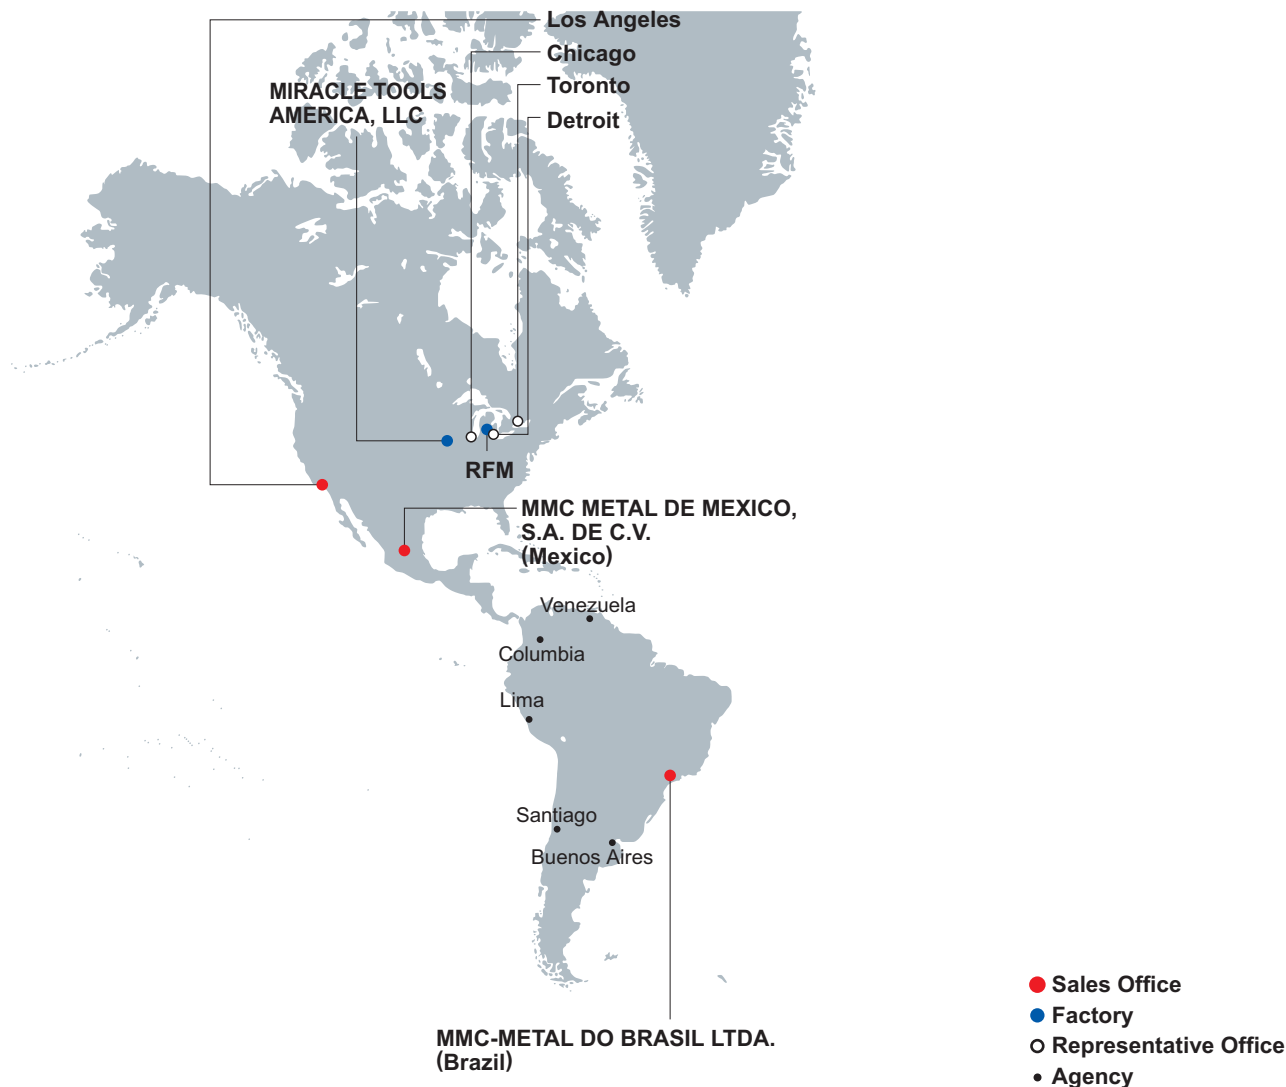 Los Angeles
Chicago
Toronto
Detroit
MIRACLE TOOLS
AMERICA, LLC
RFM
MMC METAL DE MEXICO,
S.A. DE C.V.
(Mexico)
Venezuela
Columbia
Lima
Santiago
Buenos Aires
MMC-METAL DO BRASIL LTDA.
(Brazil)
Sales Office
Factory
Representative Office
Agency